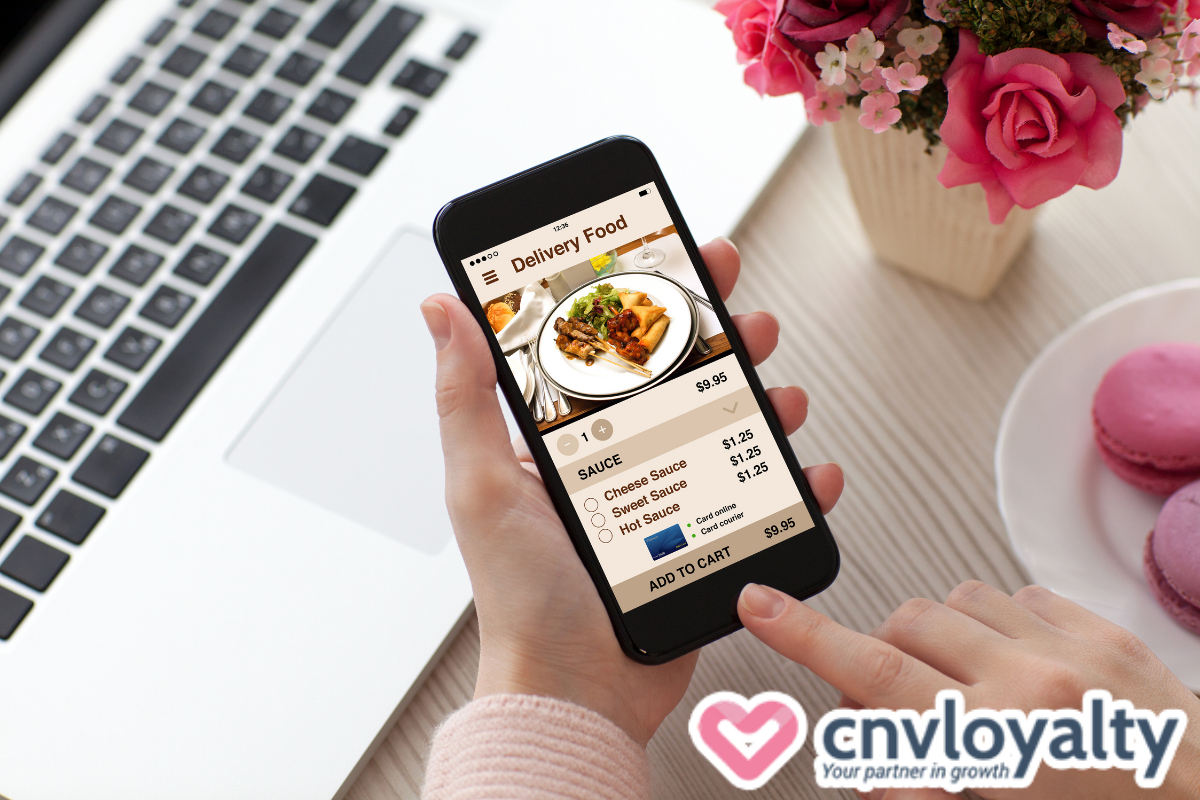 12:36
Delivery Food
$9.95
1
SAUCE
Cheese Sauce $1.25
Sweet Sauce $1.25
Hot Sauce $1.25
Card online
Card courier
ADD TO CART $9.95
cnvloyalty
Your partner in growth